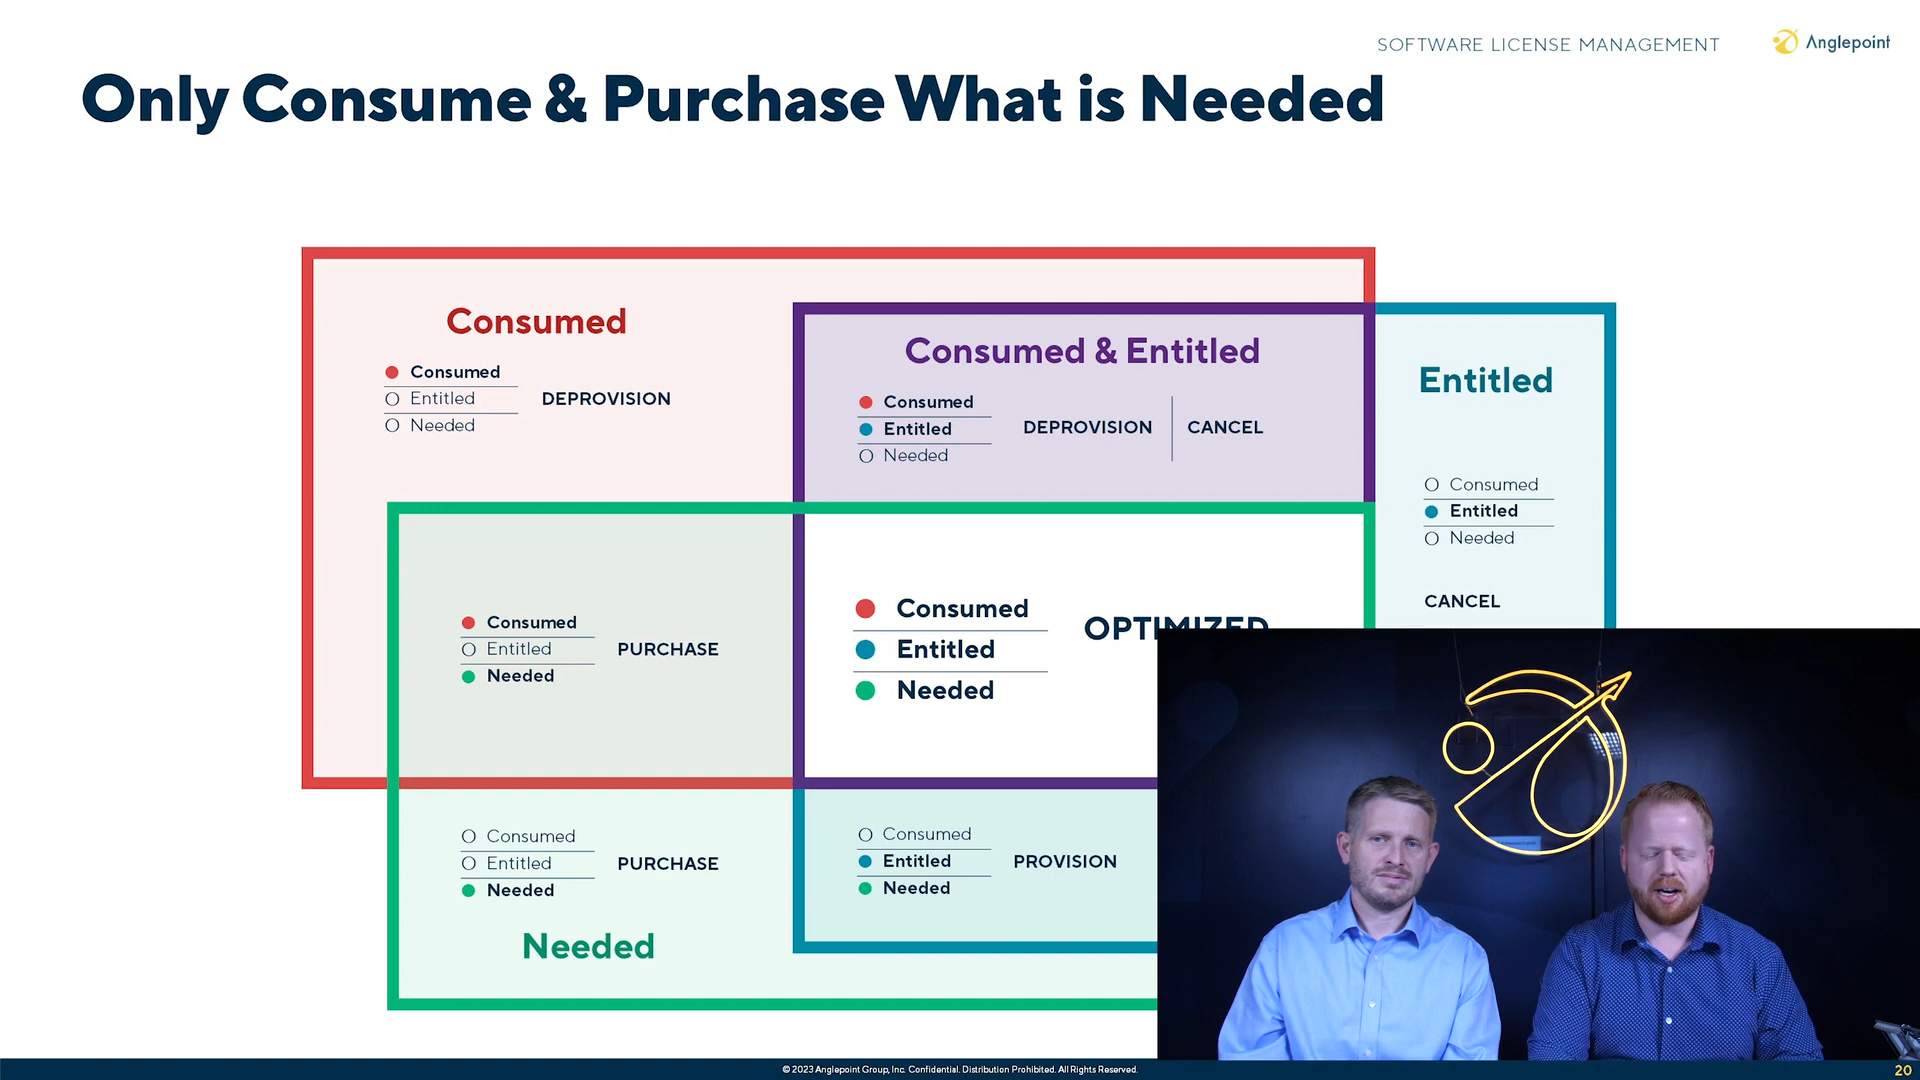 SOFTWARE LICENSE MANAGEMENT
Anglepoint
Only Consume & Purchase What is Needed
Consumed
Consumed
Entitled
Needed
DEPROVISION
Consumed & Entitled
Consumed
Entitled
Needed
DEPROVISION
CANCEL
Entitled
Consumed
Entitled
Needed
CANCEL
Consumed
Entitled
Needed
PURCHASE
Consumed
Entitled
Needed
OPTIMIZED
Consumed
Entitled
Needed
PURCHASE
Needed
Consumed
Entitled
Needed
PROVISION
© 2023 Anglepoint Group, Inc. Confidential. Distribution Prohibited. All Rights Reserved.
20